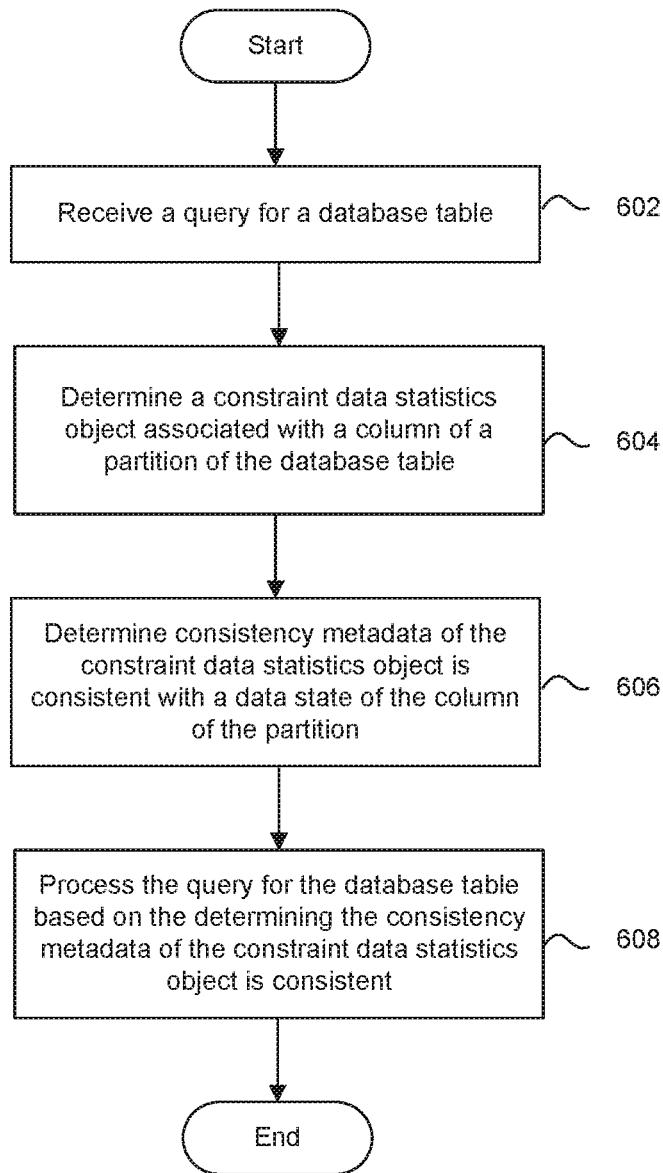 Start
Receive a query for a database table
602
Determine a constraint data statistics
object associated with a column of a
partition of the database table
604
Determine consistency metadata of the
constraint data statistics object is
consistent with a data state of the column
of the partition
606
Process the query for the database table
based on the determining the consistency
metadata of the constraint data statistics
object is consistent
608
End